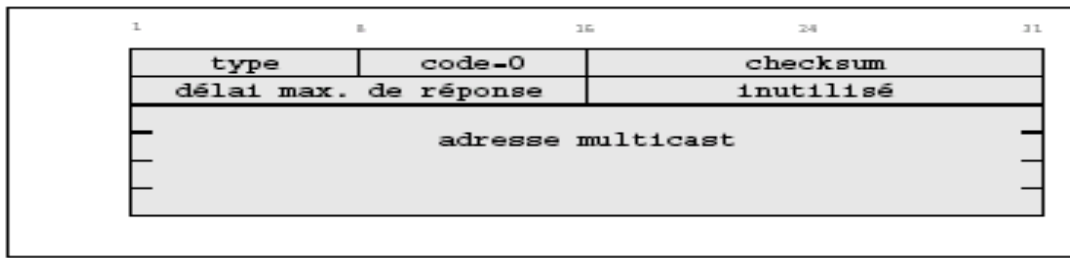 1 8 16 24 31
type code=0 checksum
délai max. de réponse inutilisé
adresse multicast